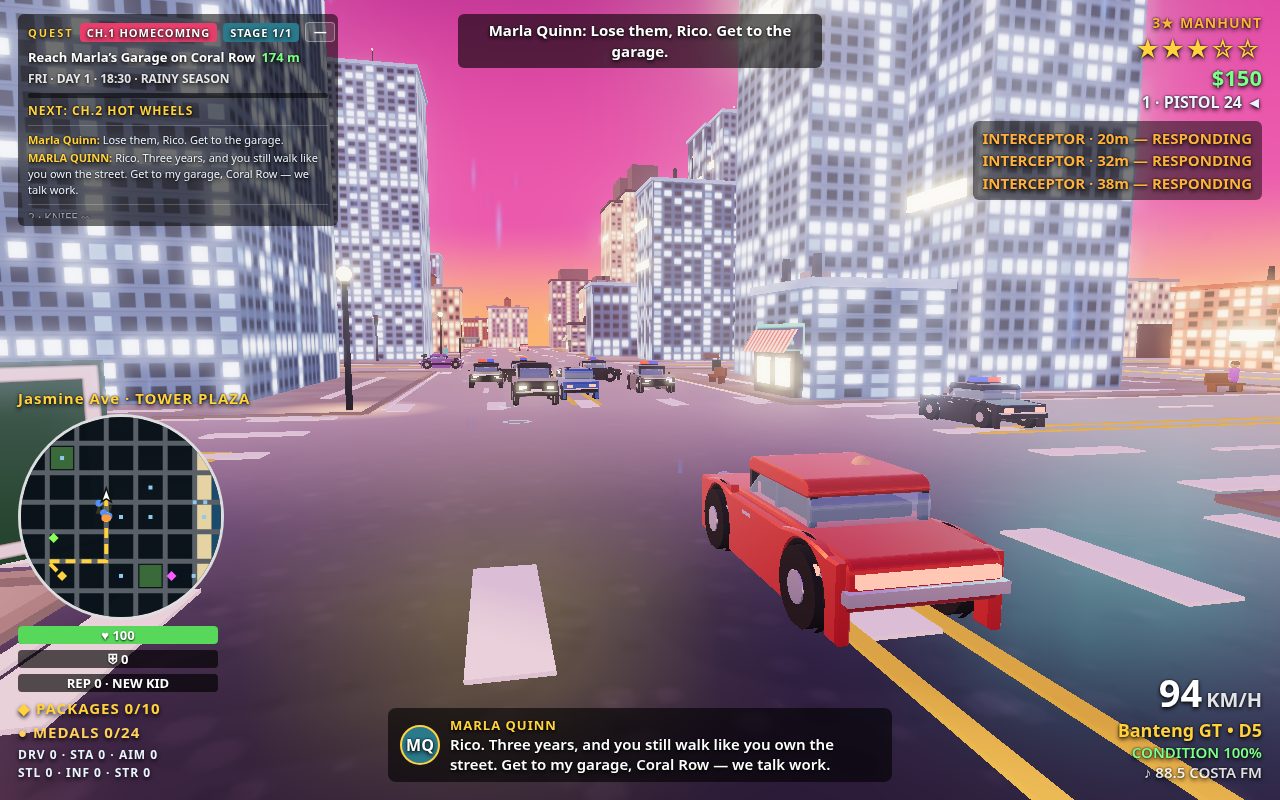 QUEST CH.1 HOMECOMING STAGE 1/1 —
Reach Marla's Garage on Coral Row 174 m
FRI · DAY 1 · 18:30 · RAINY SEASON
NEXT: CH.2 HOT WHEELS
Marla Quinn: Lose them, Rico. Get to the garage.
MARLA QUINN: Rico. Three years, and you still walk like
you own the street. Get to my garage, Coral Row — we
talk work.
2 · KNIFE ∞
Marla Quinn: Lose them, Rico. Get to the
garage.
3★ MANHUNT
★★★☆☆
$150
1 · PISTOL 24 ◄
INTERCEPTOR · 20m — RESPONDING
INTERCEPTOR · 32m — RESPONDING
INTERCEPTOR · 38m — RESPONDING
Jasmine Ave · TOWER PLAZA
♥ 100
⛨ 0
REP 0 · NEW KID
◆ PACKAGES 0/10
● MEDALS 0/24
DRV 0 · STA 0 · AIM 0
STL 0 · INF 0 · STR 0
MQ
MARLA QUINN
Rico. Three years, and you still walk like you own the
street. Get to my garage, Coral Row — we talk work.
94 KM/H
Banteng GT • D5
CONDITION 100%
♪ 88.5 COSTA FM